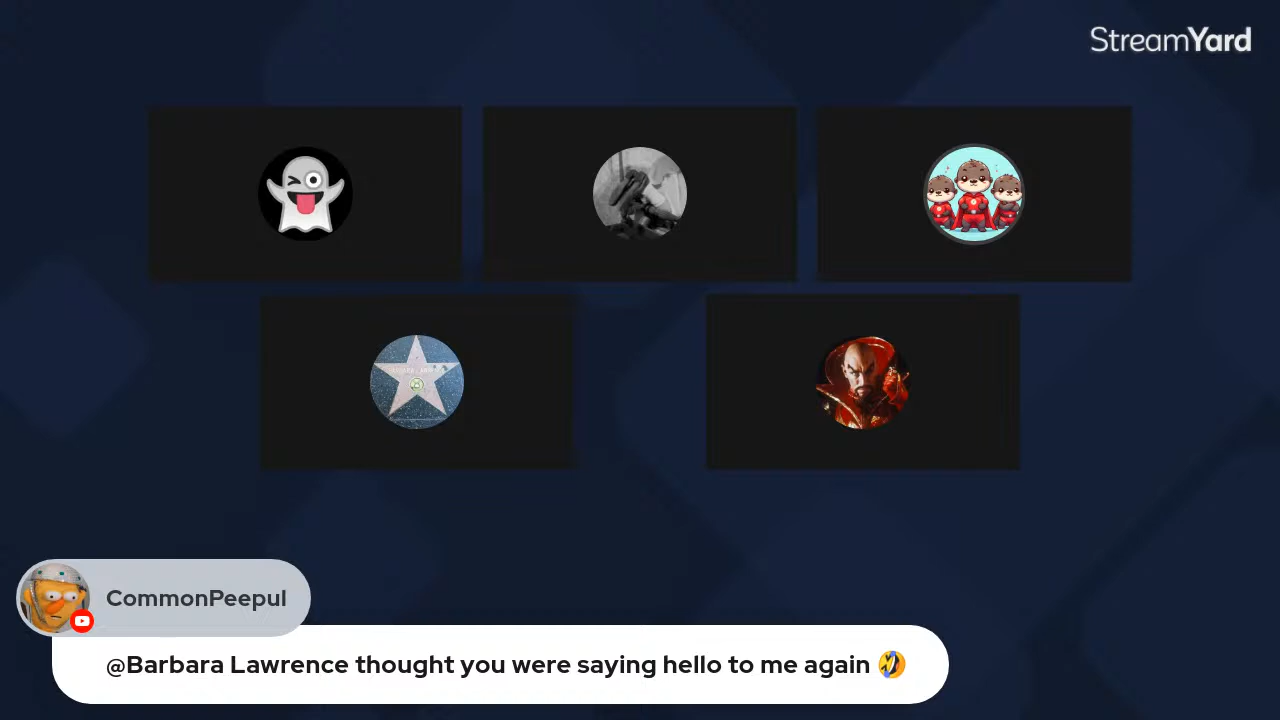 StreamYard
CommonPeepul
@Barbara Lawrence thought you were saying hello to me again 🤣